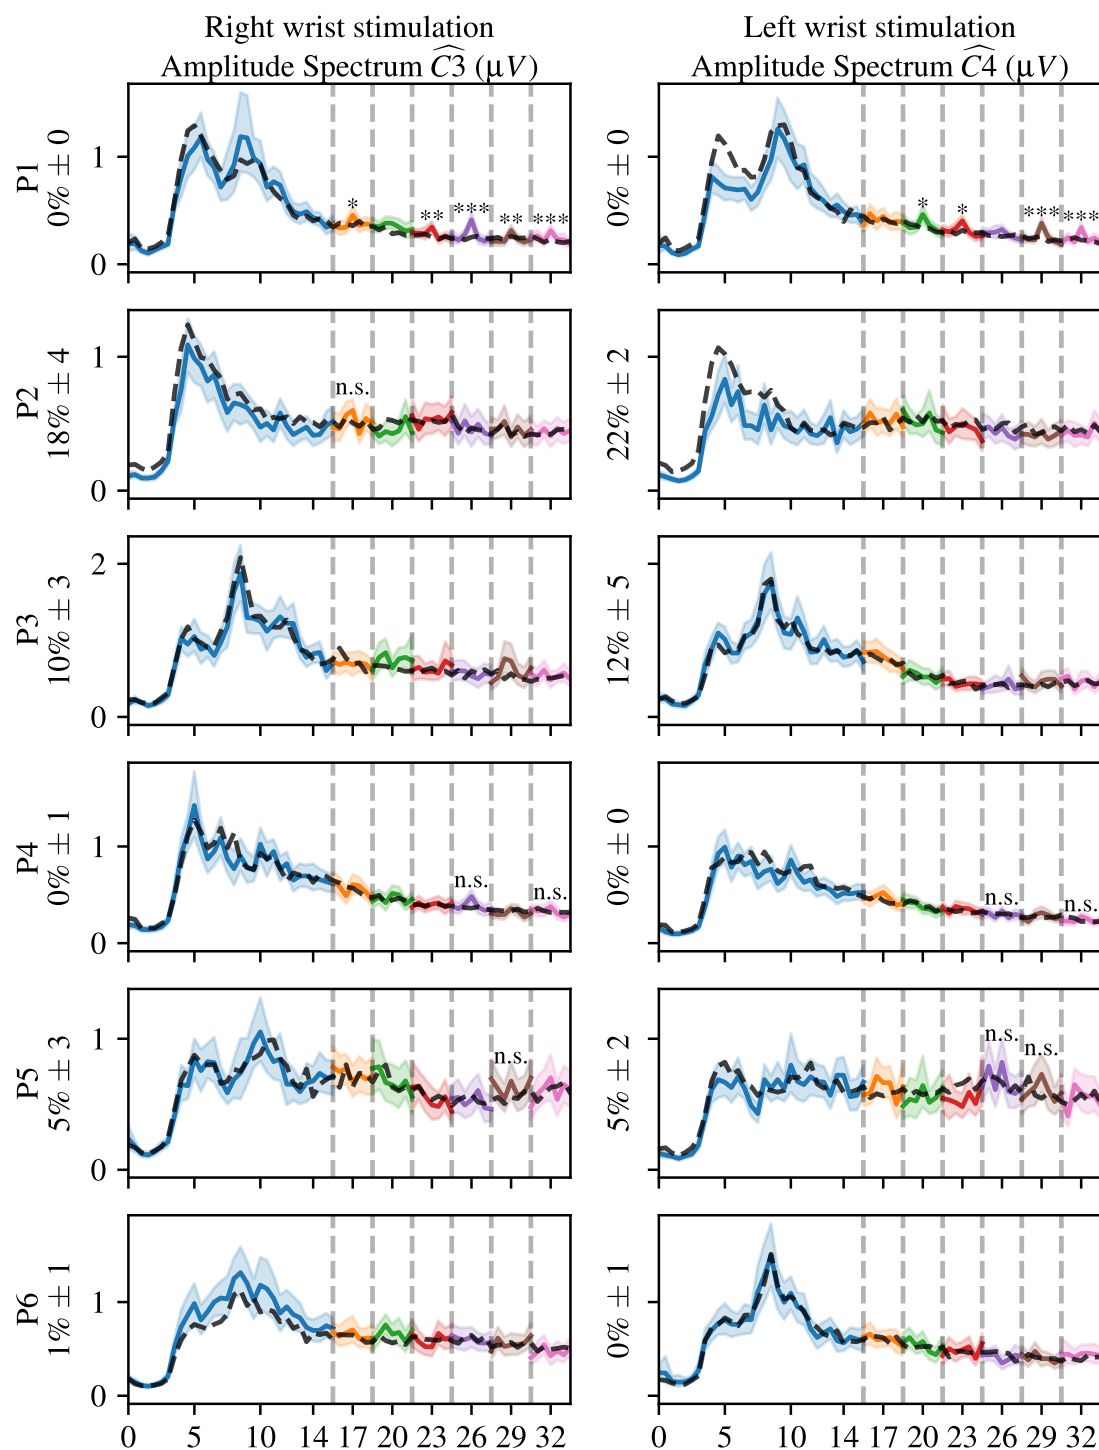 Right wrist stimulation
Amplitude Spectrum Ĉ3 (µV)
Left wrist stimulation
Amplitude Spectrum Ĉ4 (µV)
P1
0% ± 0
1
0
*
**
***
**
***
0% ± 0
*
*
***
***
P2
18% ± 4
1
0
n.s.
22% ± 2
P3
10% ± 3
2
0
12% ± 5
P4
0% ± 1
1
0
n.s.
n.s.
0% ± 0
n.s.
n.s.
P5
5% ± 3
1
0
n.s.
5% ± 2
n.s.
n.s.
P6
1% ± 1
1
0
0% ± 1
0 5 10 14 17 20 23 26 29 32
0 5 10 14 17 20 23 26 29 32